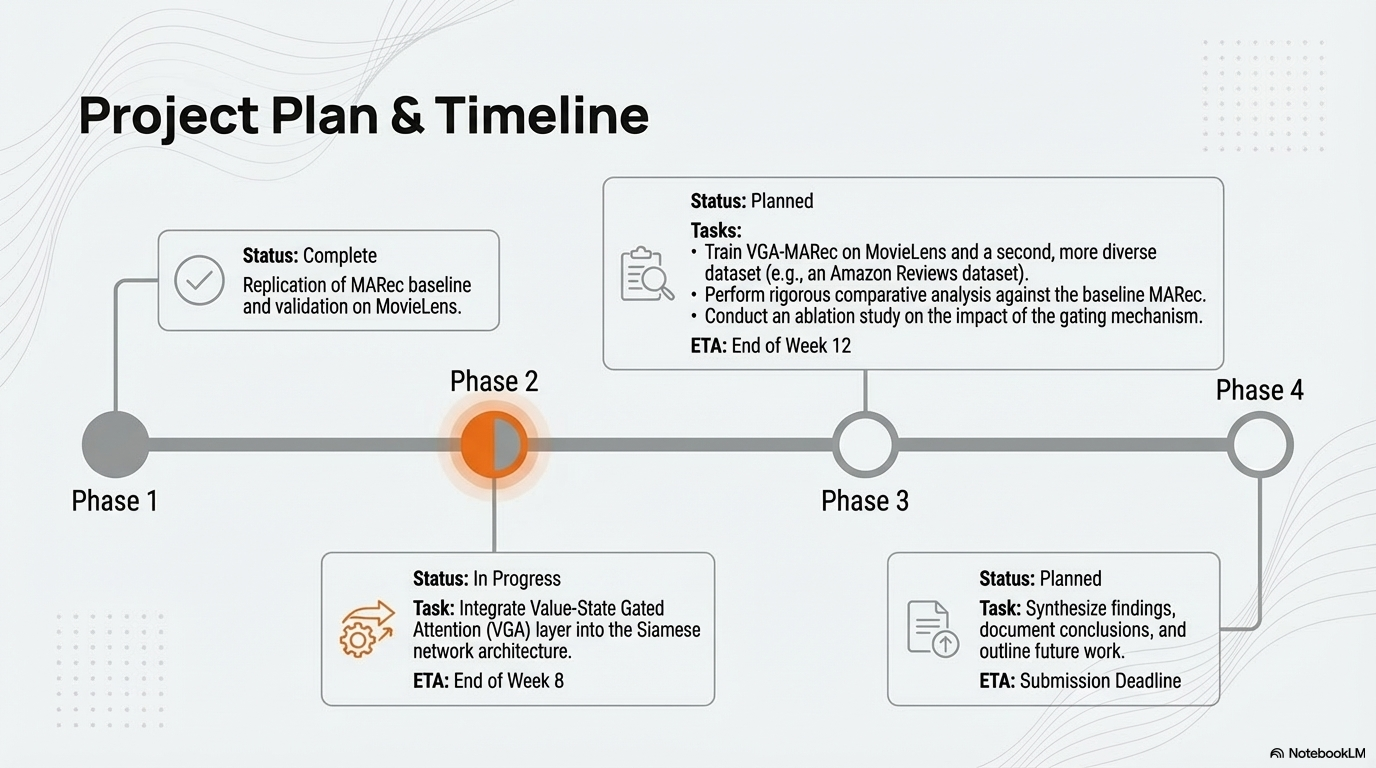 Project Plan & Timeline
Status: Complete
Replication of MARec baseline
and validation on MovieLens.
Phase 1
Phase 2
Status: In Progress
Task: Integrate Value-State Gated
Attention (VGA) layer into the Siamese
network architecture.
ETA: End of Week 8
Status: Planned
Tasks:
• Train VGA-MARec on MovieLens and a second, more diverse
dataset (e.g., an Amazon Reviews dataset).
• Perform rigorous comparative analysis against the baseline MARec.
• Conduct an ablation study on the impact of the gating mechanism.
ETA: End of Week 12
Phase 3
Phase 4
Status: Planned
Task: Synthesize findings,
document conclusions, and
outline future work.
ETA: Submission Deadline
NotebookLM